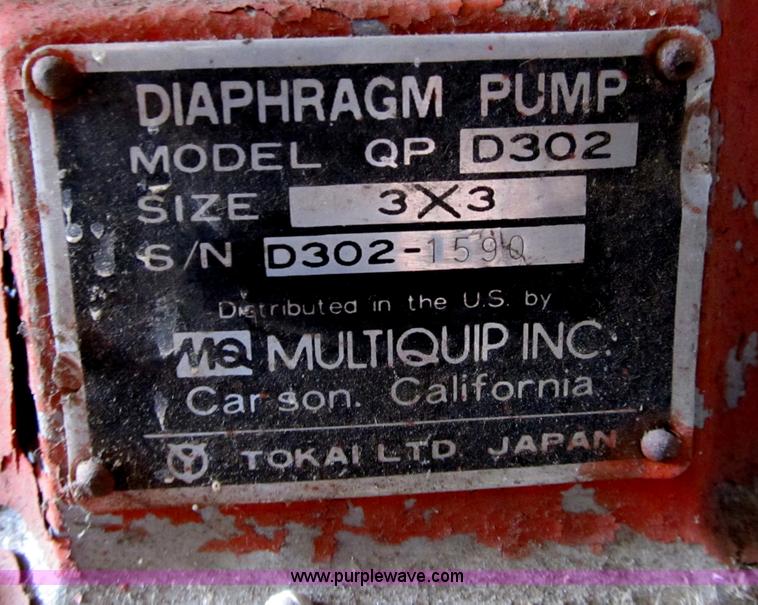 DIAPHRAGM PUMP
MODEL QP D302
SIZE 3X3
S/N D302-1590
Distributed in the U.S. by
MQ MULTIQUIP INC.
Carson. California
TOKAI LTD. JAPAN
www.purplewave.com